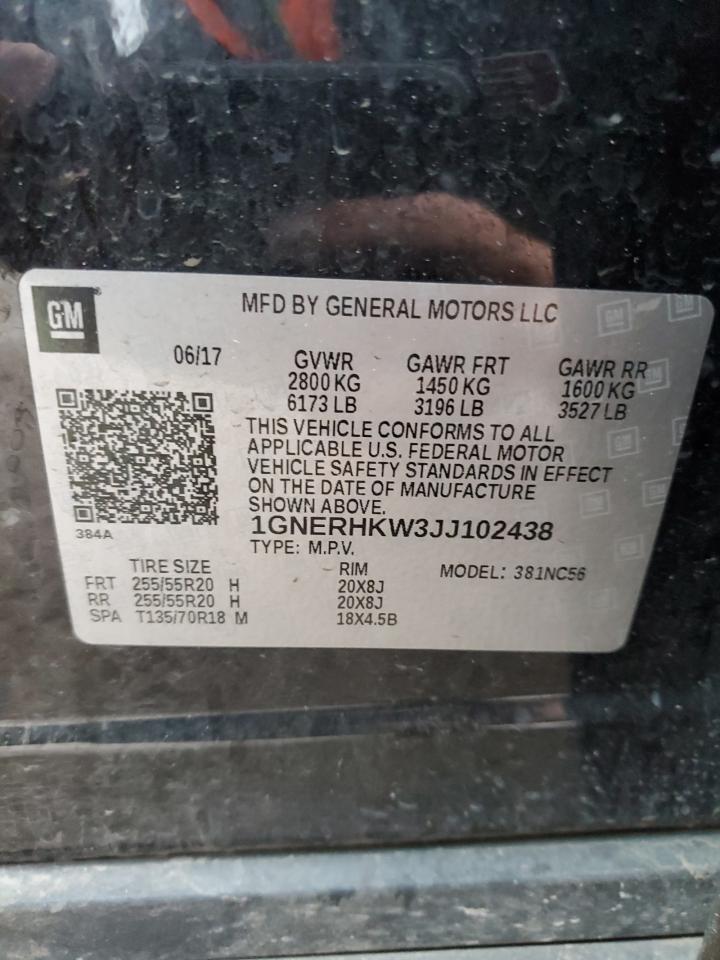 GM
MFD BY GENERAL MOTORS LLC
06/17 GVWR GAWR FRT GAWR RR
2800 KG 1450 KG 1600 KG
6173 LB 3196 LB 3527 LB
THIS VEHICLE CONFORMS TO ALL
APPLICABLE U.S. FEDERAL MOTOR
VEHICLE SAFETY STANDARDS IN EFFECT
ON THE DATE OF MANUFACTURE
SHOWN ABOVE.
1GNERHKW3JJ102438
384A
TYPE: M.P.V.
TIRE SIZE RIM MODEL: 381NC56
FRT 255/55R20 H 20X8J
RR 255/55R20 H 20X8J
SPA T135/70R18 M 18X4.5B